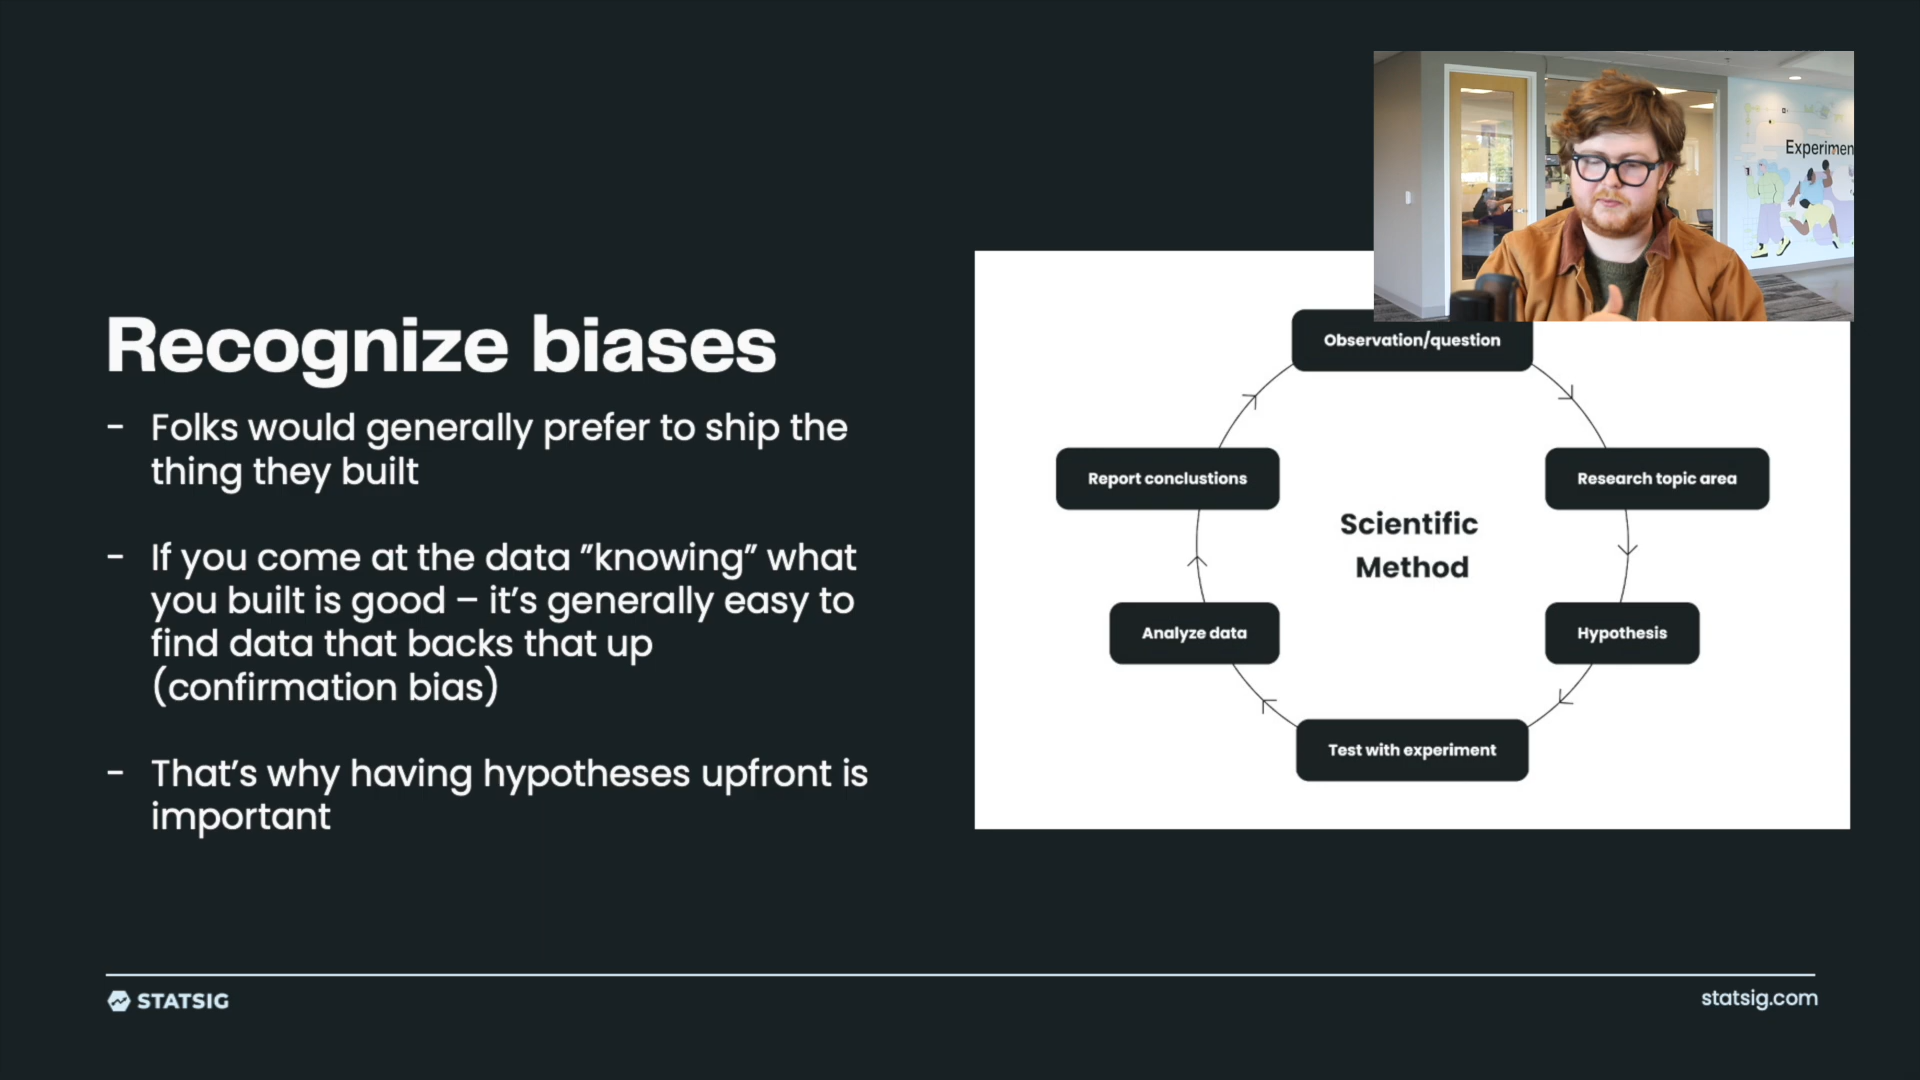 Experimen
Recognize biases
- Folks would generally prefer to ship the
thing they built
- If you come at the data ”knowing” what
you built is good – it’s generally easy to
find data that backs that up
(confirmation bias)
- That’s why having hypotheses upfront is
important
Observation/question
Research topic area
Hypothesis
Test with experiment
Analyze data
Report conclustions
Scientific
Method
STATSIG
statsig.com